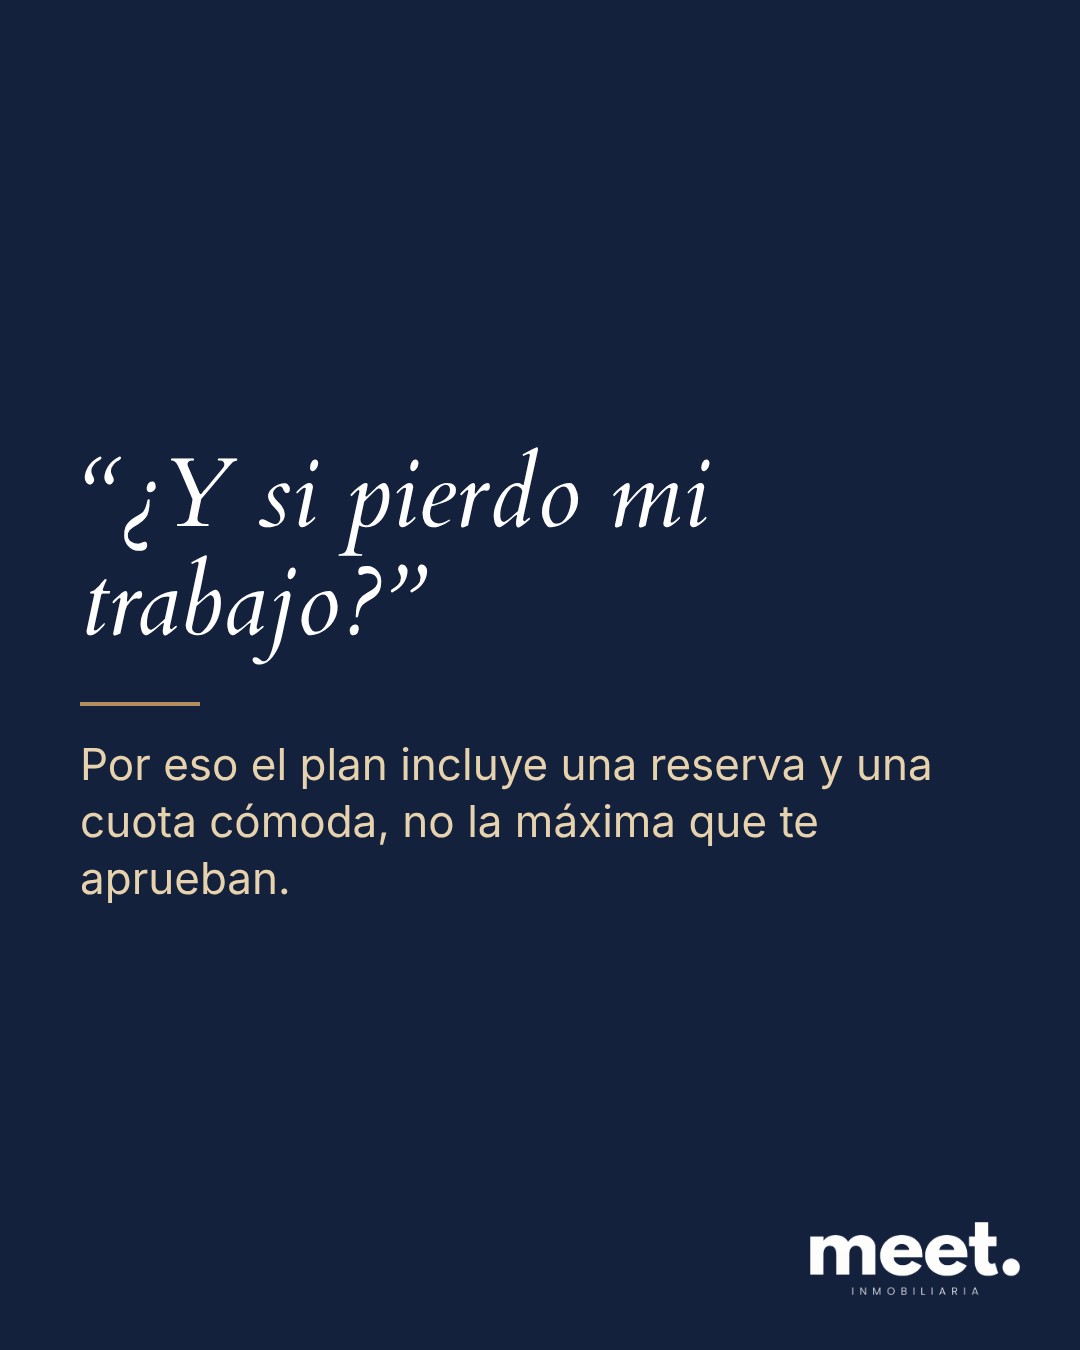 “¿Y si pierdo mi
trabajo?”
Por eso el plan incluye una reserva y una
cuota cómoda, no la máxima que te
aprueban.
meet.
INMOBILIARIA